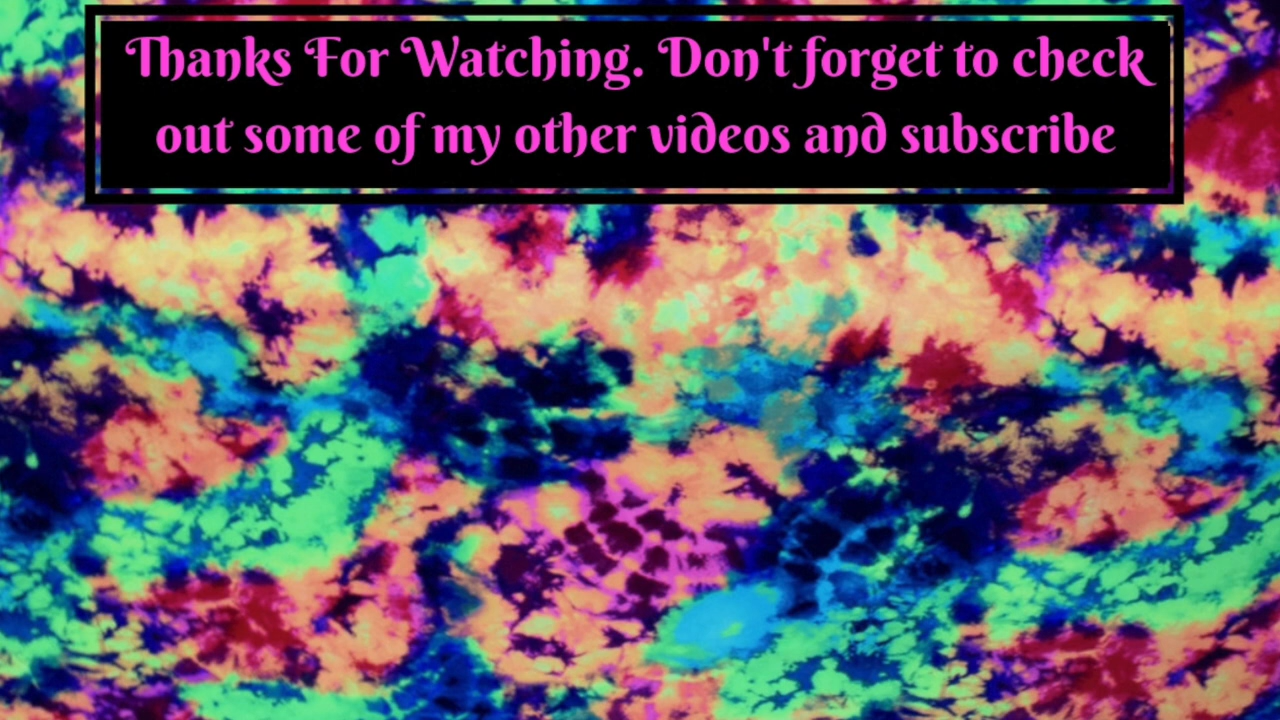 Thanks For Watching. Don't forget to check
out some of my other videos and subscribe